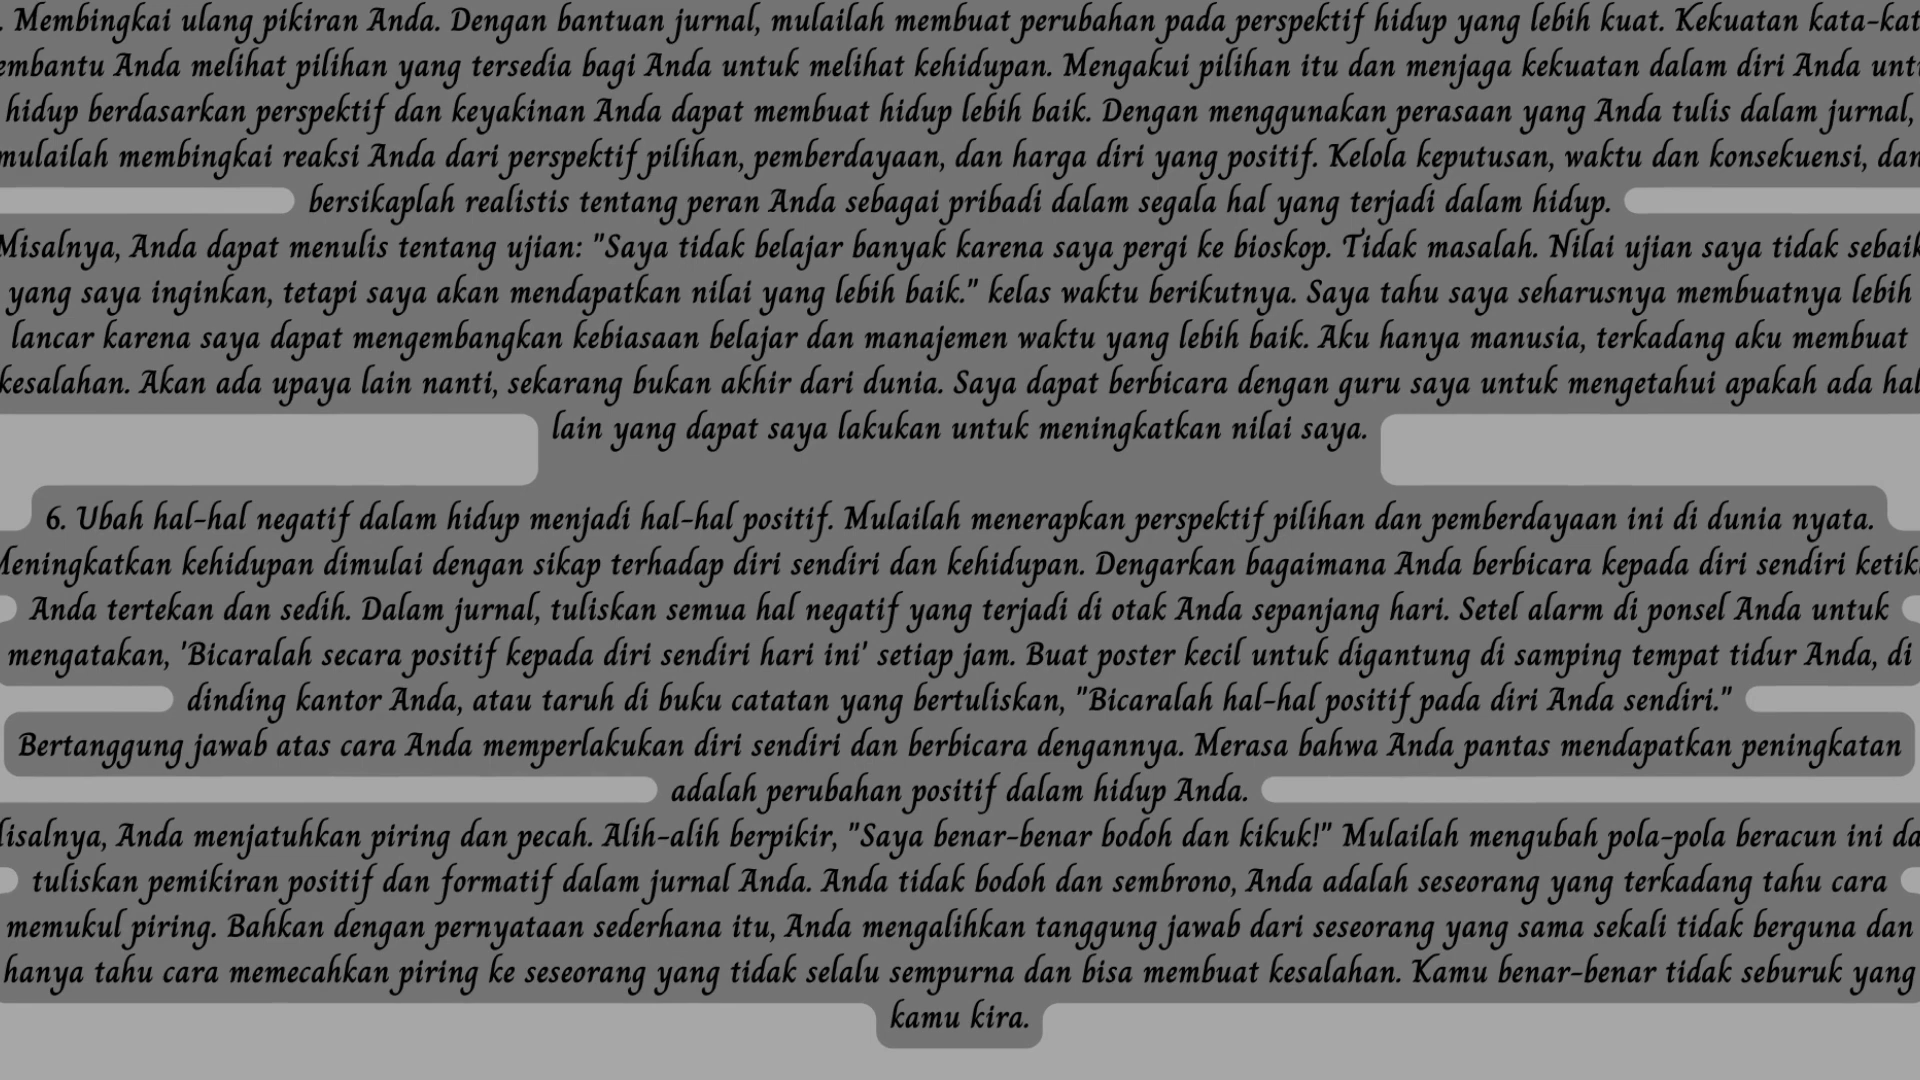 . Membingkai ulang pikiran Anda. Dengan bantuan jurnal, mulailah membuat perubahan pada perspektif hidup yang lebih kuat. Kekuatan
Anda melihat pilihan yang tersedia bagi Anda untuk melihat kehidupan. Mengakui pilihan itu dan menjaga kekuatan dalam diri Anda
hidup berdasarkan perspektif dan keyakinan Anda dapat membuat hidup lebih baik. Dengan menggunakan perasaan yang Anda tulis dalam jurnal,
mulailah membingkai reaksi Anda dari perspektif pilihan, pemberdayaan, dan harga diri yang positif. Kelola keputusan, waktu dan konsekuensi, dan
bersikaplah realistis tentang peran Anda sebagai pribadi dalam segala hal yang terjadi dalam hidup.
Misalnya, Anda dapat menulis tentang ujian: "Saya tidak belajar banyak karena saya pergi ke bioskop. Tidak masalah. Nilai ujian saya tidak sebaik
yang saya inginkan, tetapi saya akan mendapatkan nilai yang lebih baik." kelas waktu berikutnya. Saya tahu saya seharusnya membuatnya lebih
lancar karena saya dapat mengembangkan kebiasaan belajar dan manajemen waktu yang lebih baik. Aku hanya manusia, terkadang aku membuat
kesalahan. Akan ada upaya lain nanti, sekarang bukan akhir dari dunia. Saya dapat berbicara dengan guru saya untuk mengetahui apakah ada hal
lain yang dapat saya lakukan untuk meningkatkan nilai saya.
6. Ubah hal-hal negatif dalam hidup menjadi hal-hal positif. Mulailah menerapkan perspektif pilihan dan pemberdayaan ini di dunia nyata.
Meningkatkan kehidupan dimulai dengan sikap terhadap diri sendiri dan kehidupan. Dengarkan bagaimana Anda berbicara kepada diri sendiri
Anda tertekan dan sedih. Dalam jurnal, tuliskan semua hal negatif yang terjadi di otak Anda sepanjang hari. Setel alarm di ponsel Anda untuk
mengatakan, 'Bicaralah secara positif kepada diri sendiri hari ini' setiap jam. Buat poster kecil untuk digantung di samping tempat tidur Anda, di
dinding kantor Anda, atau taruh di buku catatan yang bertuliskan, "Bicaralah hal-hal positif pada diri Anda sendiri."
Bertanggung jawab atas cara Anda memperlakukan diri sendiri dan berbicara dengannya. Merasa bahwa Anda pantas mendapatkan peningkatan
adalah perubahan positif dalam hidup Anda.
Anda menjatuhkan piring dan pecah. Alih-alih berpikir, "Saya benar-benar bodoh dan kikuk!" Mulailah mengubah pola-pola beracun ini
tuliskan pemikiran positif dan formatif dalam jurnal Anda. Anda tidak bodoh dan sembrono, Anda adalah seseorang yang terkadang tahu cara
memukul piring. Bahkan dengan pernyataan sederhana itu, Anda mengalihkan tanggung jawab dari seseorang yang sama sekali tidak berguna dan
hanya tahu cara memecahkan piring ke seseorang yang tidak selalu sempurna dan bisa membuat kesalahan. Kamu benar-benar tidak seburuk yang
kamu kira.